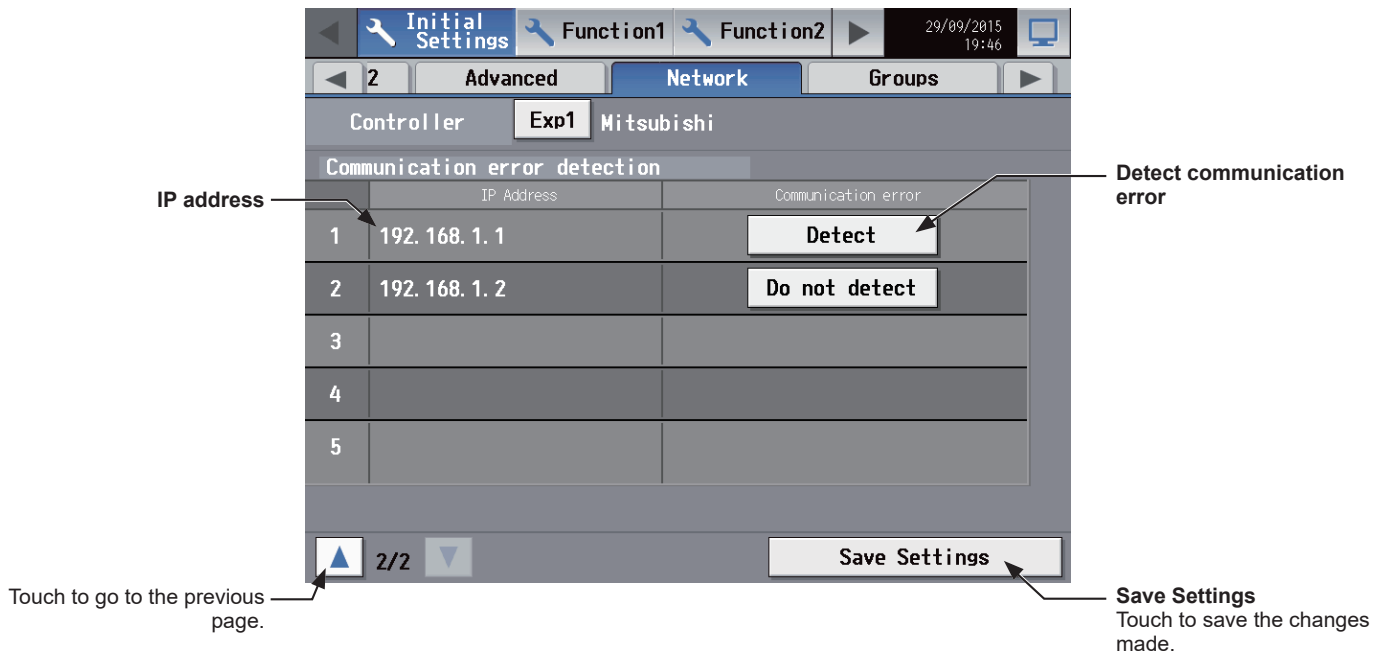 Initial
Settings
Function1
Function2
29/09/2015
19:46
2
Advanced
Network
Groups
Controller
Exp1
Mitsubishi
Communication error detection
IP address
IP Address
Communication error
Detect communication
error
1
192.168.1.1
Detect
2
192.168.1.2
Do not detect
3
4
5
2/2
Save Settings
Touch to go to the previous
page.
Save Settings
Touch to save the changes
made.